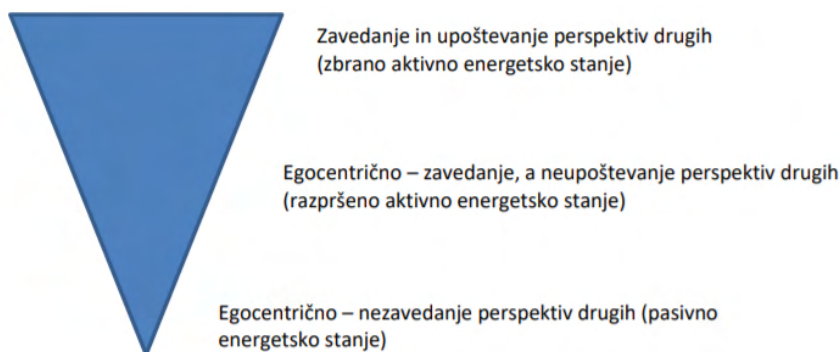 Zavedanje in upoštevanje perspektiv drugih
(zbrano aktivno energetsko stanje)
Egocentrično – zavedanje, a neupoštevanje perspektiv drugih
(razpršeno aktivno energetsko stanje)
Egocentrično – nezavedanje perspektiv drugih (pasivno
energetsko stanje)